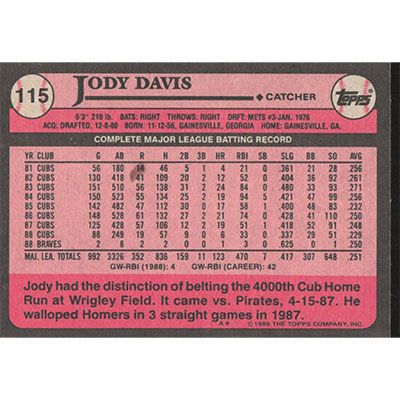 115
JODY DAVIS
CATCHER
TOPPS
6'3" 210 lb. BATS: RIGHT THROWS: RIGHT DRFT: METS #3-JAN. 1976
ACQ: DRAFTED, 12-8-80 BORN: 11-12-56, GAINESVILLE, GEORGIA HOME: GAINESVILLE, GA.
COMPLETE MAJOR LEAGUE BATTING RECORD
YR CLUB G AB R H 2B 3B HR RBI SB SLG BB SO AVG
81 CUBS 56 180 14 46 5 1 4 21 0 .361 21 28 .256
82 CUBS 130 418 41 109 20 2 12 52 0 .404 36 92 .261
83 CUBS 151 510 56 138 31 2 24 84 0 .480 33 93 .271
84 CUBS 150 523 55 134 25 2 19 94 5 .421 47 99 .256
85 CUBS 142 482 47 112 30 0 17 58 1 .400 48 83 .232
86 CUBS 148 528 61 132 27 2 21 74 0 .428 41 110 .250
87 CUBS 125 428 57 106 12 2 19 51 1 .418 52 91 .248
88 CUBS 88 249 19 57 9 0 6 33 0 .337 29 51 .229
88 BRAVES 2 8 2 2 0 0 1 3 0 .625 0 1 .250
MAJ. LEA. TOTALS 992 3326 352 836 159 11 123 470 7 .417 307 648 .251
GW-RBI (1988): 4 GW-RBI (CAREER): 42
Jody had the distinction of belting the 4000th Cub Home
Run at Wrigley Field. It came vs. Pirates, 4-15-87. He
walloped Homers in 3 straight games in 1987.
A* © 1989 THE TOPPS COMPANY, INC.